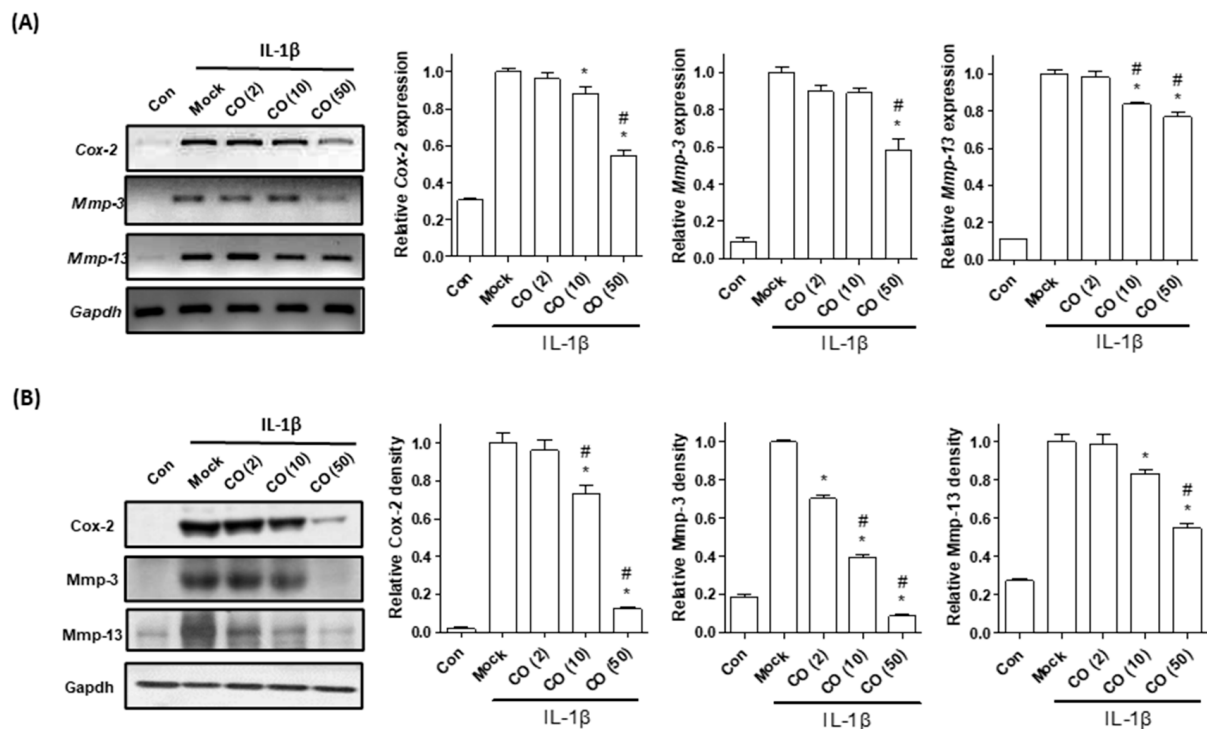 (A)
IL-1β
Con Mock CO (2) CO (10) CO (50)
Cox-2
Mmp-3
Mmp-13
Gapdh
Relative Cox-2 expression
1.0
0.8
0.6
0.4
0.2
0.0
*
#
*
Con Mock CO (2) CO (10) CO (50)
IL-1β
Relative Mmp-3 expression
1.0
0.8
0.6
0.4
0.2
0.0
#
*
Con Mock CO (2) CO (10) CO (50)
IL-1β
Relative Mmp-13 expression
1.0
0.8
0.6
0.4
0.2
0.0
# #
* *
Con Mock CO (2) CO (10) CO (50)
IL-1β
(B)
IL-1β
Con Mock CO (2) CO (10) CO (50)
Cox-2
Mmp-3
Mmp-13
Gapdh
Relative Cox-2 density
1.0
0.8
0.6
0.4
0.2
0.0
#
*
#
*
Con Mock CO (2) CO (10) CO (50)
IL-1β
Relative Mmp-3 density
1.0
0.8
0.6
0.4
0.2
0.0
*
#
*
#
*
Con Mock CO (2) CO (10) CO (50)
IL-1β
Relative Mmp-13 density
1.0
0.8
0.6
0.4
0.2
0.0
*
#
*
Con Mock CO (2) CO (10) CO (50)
IL-1β